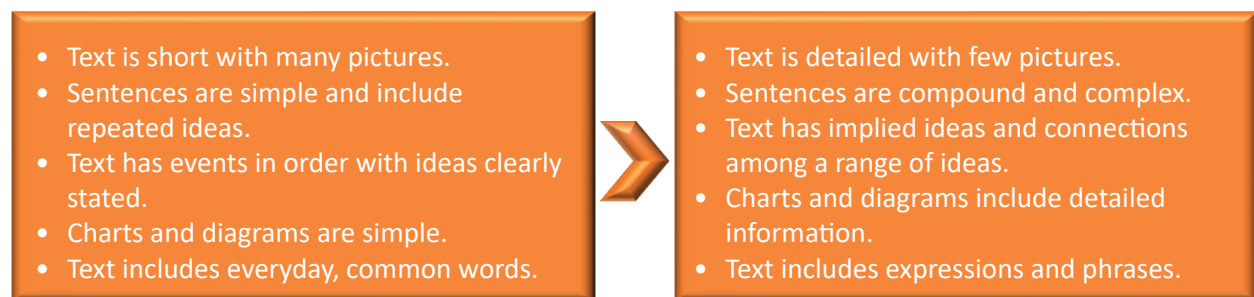 • Text is short with many pictures.
• Sentences are simple and include
repeated ideas.
• Text has events in order with ideas clearly
stated.
• Charts and diagrams are simple.
• Text includes everyday, common words.
• Text is detailed with few pictures.
• Sentences are compound and complex.
• Text has implied ideas and connections
among a range of ideas.
• Charts and diagrams include detailed
information.
• Text includes expressions and phrases.